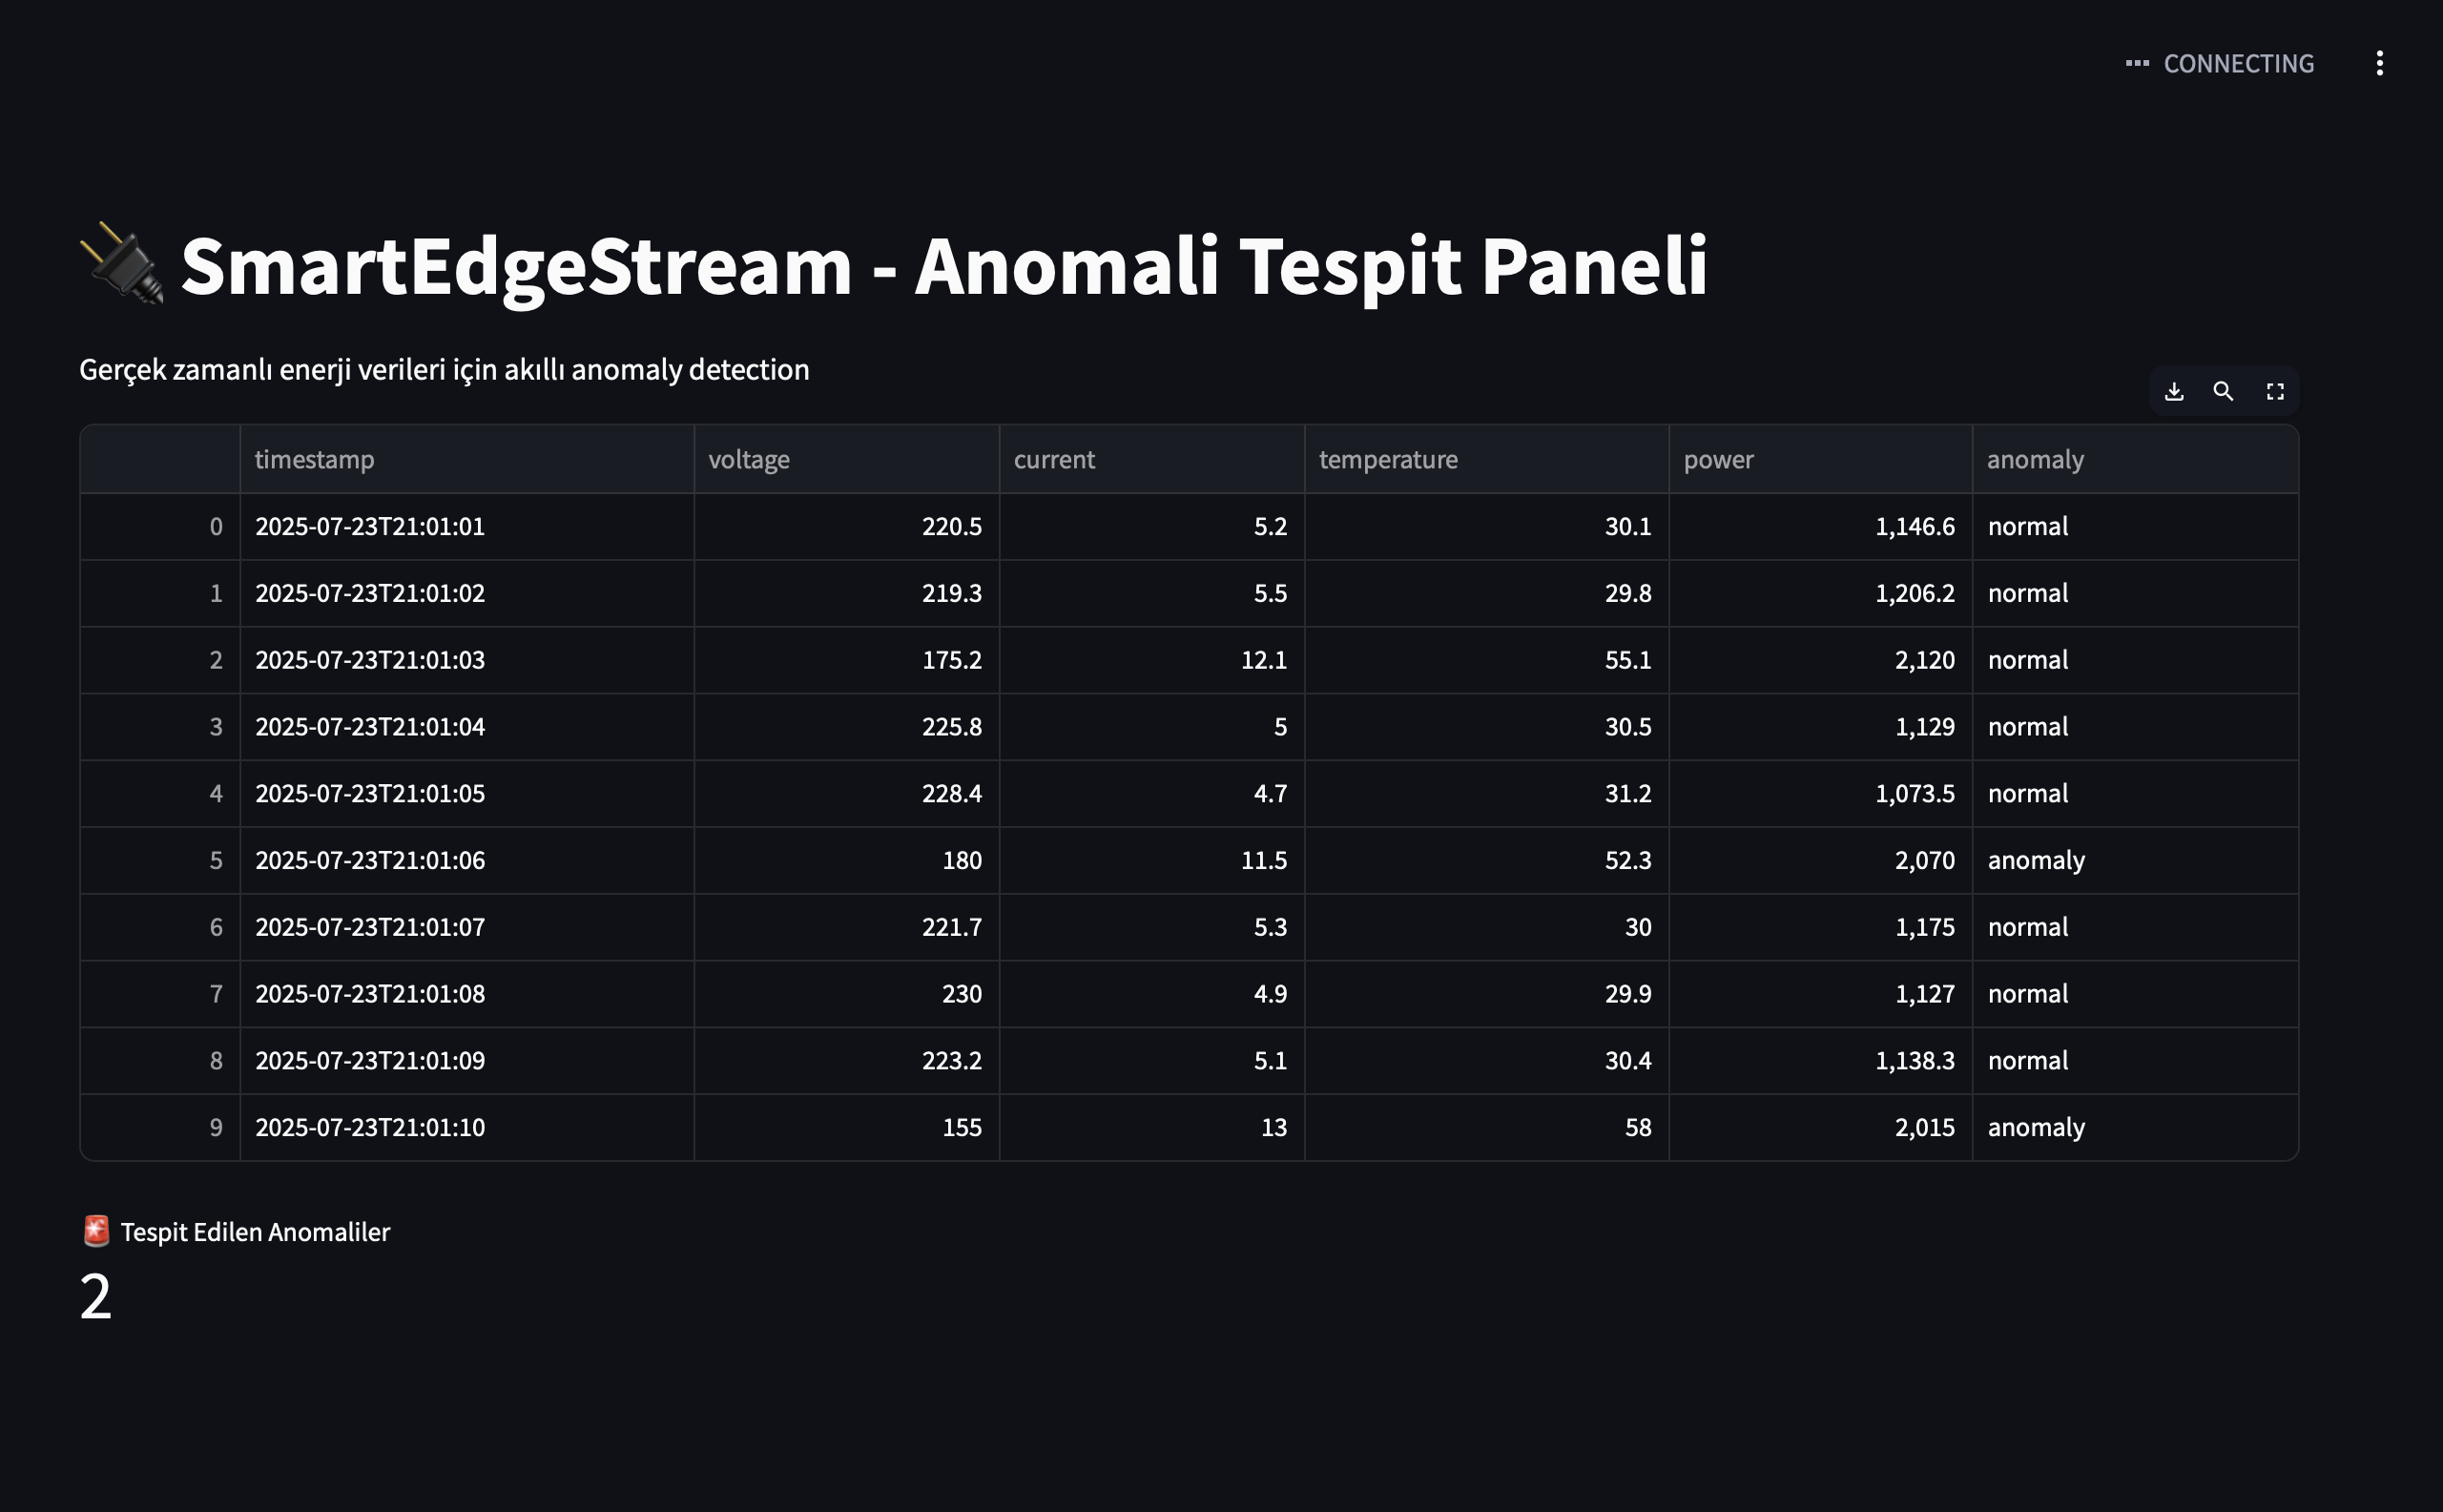 CONNECTING
SmartEdgeStream - Anomali Tespit Paneli
Gerçek zamanlı enerji verileri için akıllı anomaly detection
timestamp voltage current temperature power anomaly
0 2025-07-23T21:01:01 220.5 5.2 30.1 1,146.6 normal
1 2025-07-23T21:01:02 219.3 5.5 29.8 1,206.2 normal
2 2025-07-23T21:01:03 175.2 12.1 55.1 2,120 normal
3 2025-07-23T21:01:04 225.8 5 30.5 1,129 normal
4 2025-07-23T21:01:05 228.4 4.7 31.2 1,073.5 normal
5 2025-07-23T21:01:06 180 11.5 52.3 2,070 anomaly
6 2025-07-23T21:01:07 221.7 5.3 30 1,175 normal
7 2025-07-23T21:01:08 230 4.9 29.9 1,127 normal
8 2025-07-23T21:01:09 223.2 5.1 30.4 1,138.3 normal
9 2025-07-23T21:01:10 155 13 58 2,015 anomaly
Tespit Edilen Anomaliler
2